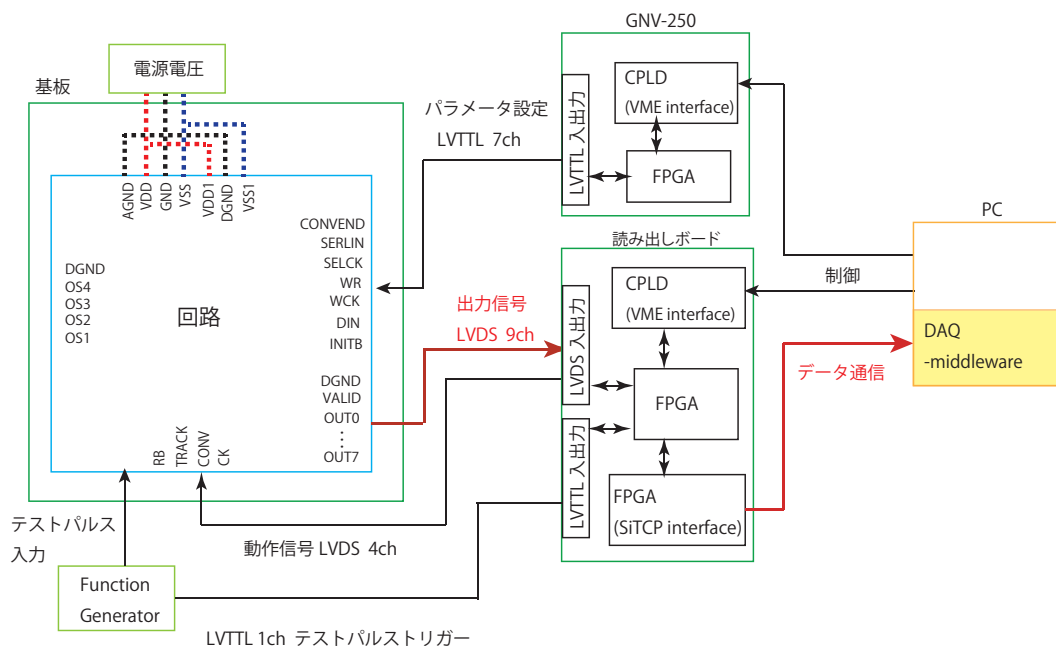 GNV-250
電源電圧
基板
CPLD
(VME interface)
パラメータ設定
LVTTL 7ch
LVTTL 入出力
FPGA
AGND
VDD
GND
VSS
VDD1
DGND
VSS1
PC
CONVEND
SERLIN
SELCK
WR
WCK
DIN
INITB
読み出しボード
DGND
OS4
OS3
OS2
OS1
回路
CPLD
(VME interface)
制御
出力信号
LVDS 9ch
LVDS 入出力
DAQ
-middleware
データ通信
DGND
VALID
OUT0
⋮
OUT7
FPGA
RB
TRACK
CONV
CK
LVTTL 入出力
FPGA
(SiTCP interface)
テストパルス
入力
動作信号 LVDS 4ch
Function
Generator
LVTTL 1ch テストパルストリガー